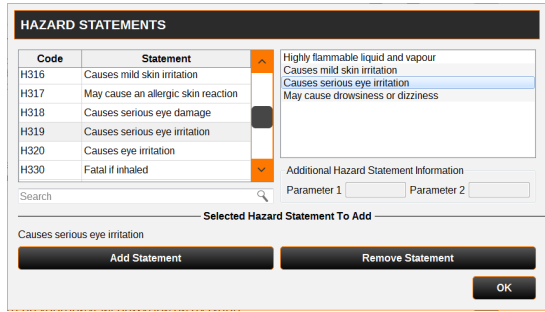 HAZARD STATEMENTS
Code Statement
H316 Causes mild skin irritation
H317 May cause an allergic skin reaction
H318 Causes serious eye damage
H319 Causes serious eye irritation
H320 Causes eye irritation
H330 Fatal if inhaled
Search
Highly flammable liquid and vapour
Causes mild skin irritation
Causes serious eye irritation
May cause drowsiness or dizziness
Additional Hazard Statement Information
Parameter 1 Parameter 2
Selected Hazard Statement To Add
Causes serious eye irritation
Add Statement Remove Statement
OK